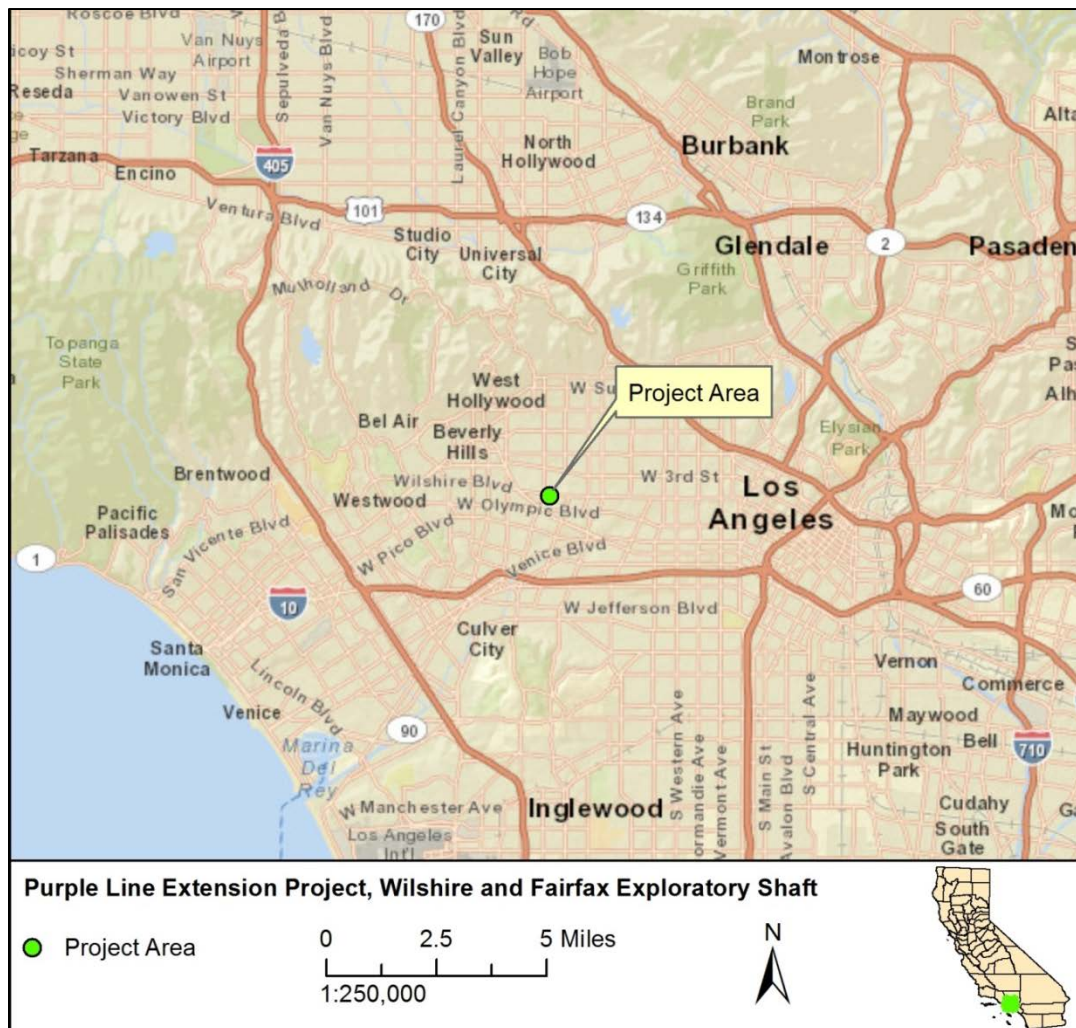 Roscoe Blvd
170
Rd
Sun
Valley
Montrose
Van Nuys
Airport
Sherman Way
Reseda
Vanowen St
Victory Blvd
Sepulveda Blvd
Van Nuys Blvd
Laurel Canyon Blvd
Bob
Hope
Airport
Brand
Park
North
Hollywood
Burbank
Tarzana
Encino
405
Ventura Blvd
101
134
Studio
City
Universal
City
Glendale
2
Griffith
Park
Mulholland Dr
Topanga
State
Park
West
Hollywood
Project Area
Bel Air
Beverly
Hills
Elysian
Park
Brentwood
Wilshire Blvd
W 3rd St
Los
Angeles
Westwood
W Olympic Blvd
Pacific
Palisades
San Vicente Blvd
W Pico Blvd
Venice Blvd
1
10
60
W Jefferson Blvd
Culver
City
Santa
Monica
Lincoln Blvd
Vernon
Commerce
Venice
90
Maywood
Bell
710
Marina
Del
Rey
Huntington
Park
S Western Ave
Vermont Ave
S Main St
Avalon Blvd
S Central Ave
W Manchester Ave
Inglewood
Cudahy
South
Gate
Los Angeles
Int'l
Purple Line Extension Project, Wilshire and Fairfax Exploratory Shaft
Project Area
0 2.5 5 Miles
1:250,000
N